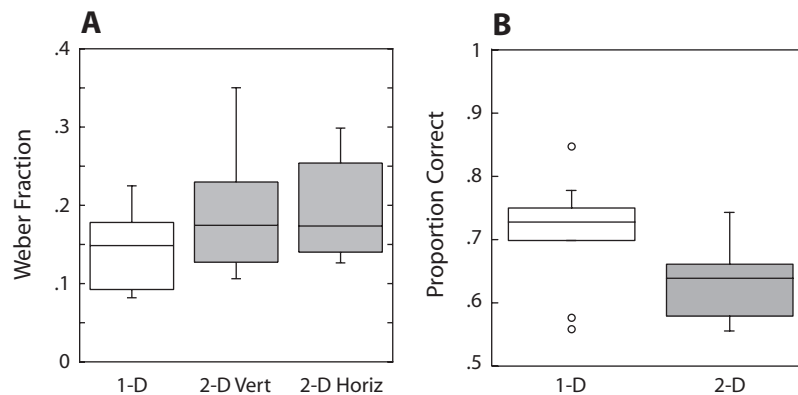 A
.4
.3
.2
.1
0
Weber Fraction
1-D
2-D Vert
2-D Horiz
B
1
.9
.8
.7
.6
.5
Proportion Correct
1-D
2-D